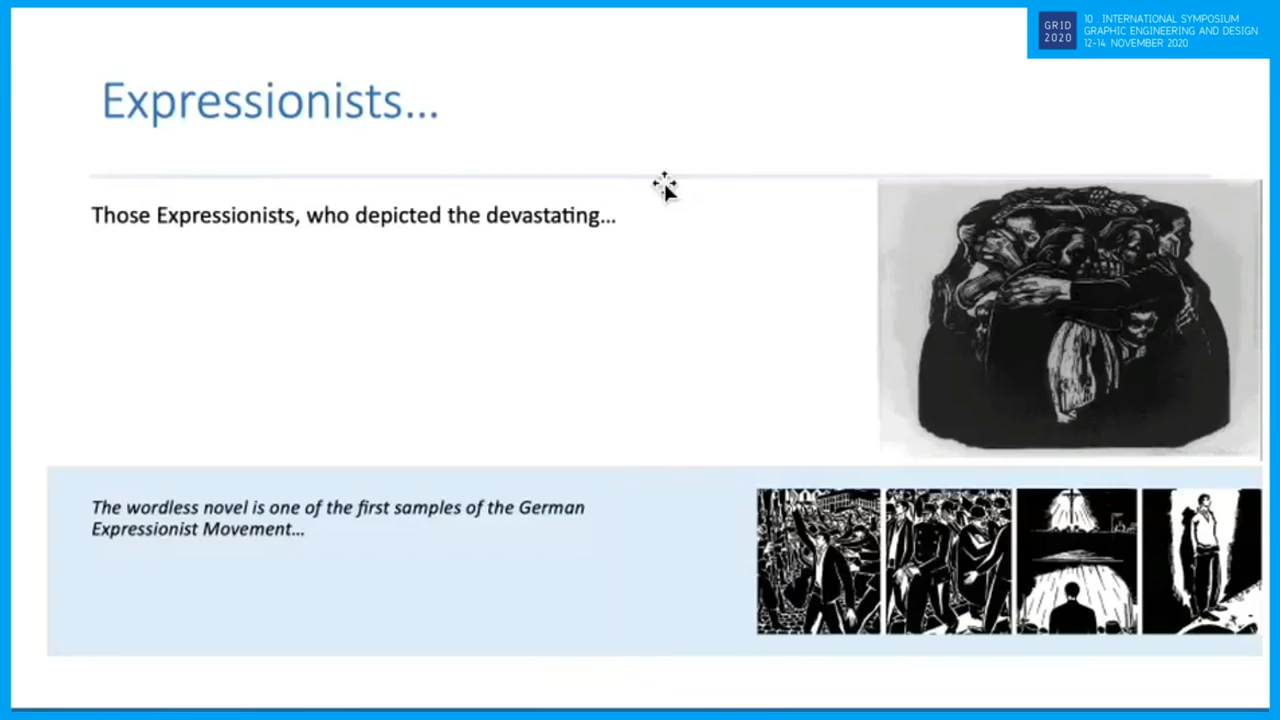 GRID
2020
10 INTERNATIONAL SYMPOSIUM
GRAPHIC ENGINEERING AND DESIGN
12-14 NOVEMBER 2020
Expressionists...
Those Expressionists, who depicted the devastating...
The wordless novel is one of the first samples of the German
Expressionist Movement...